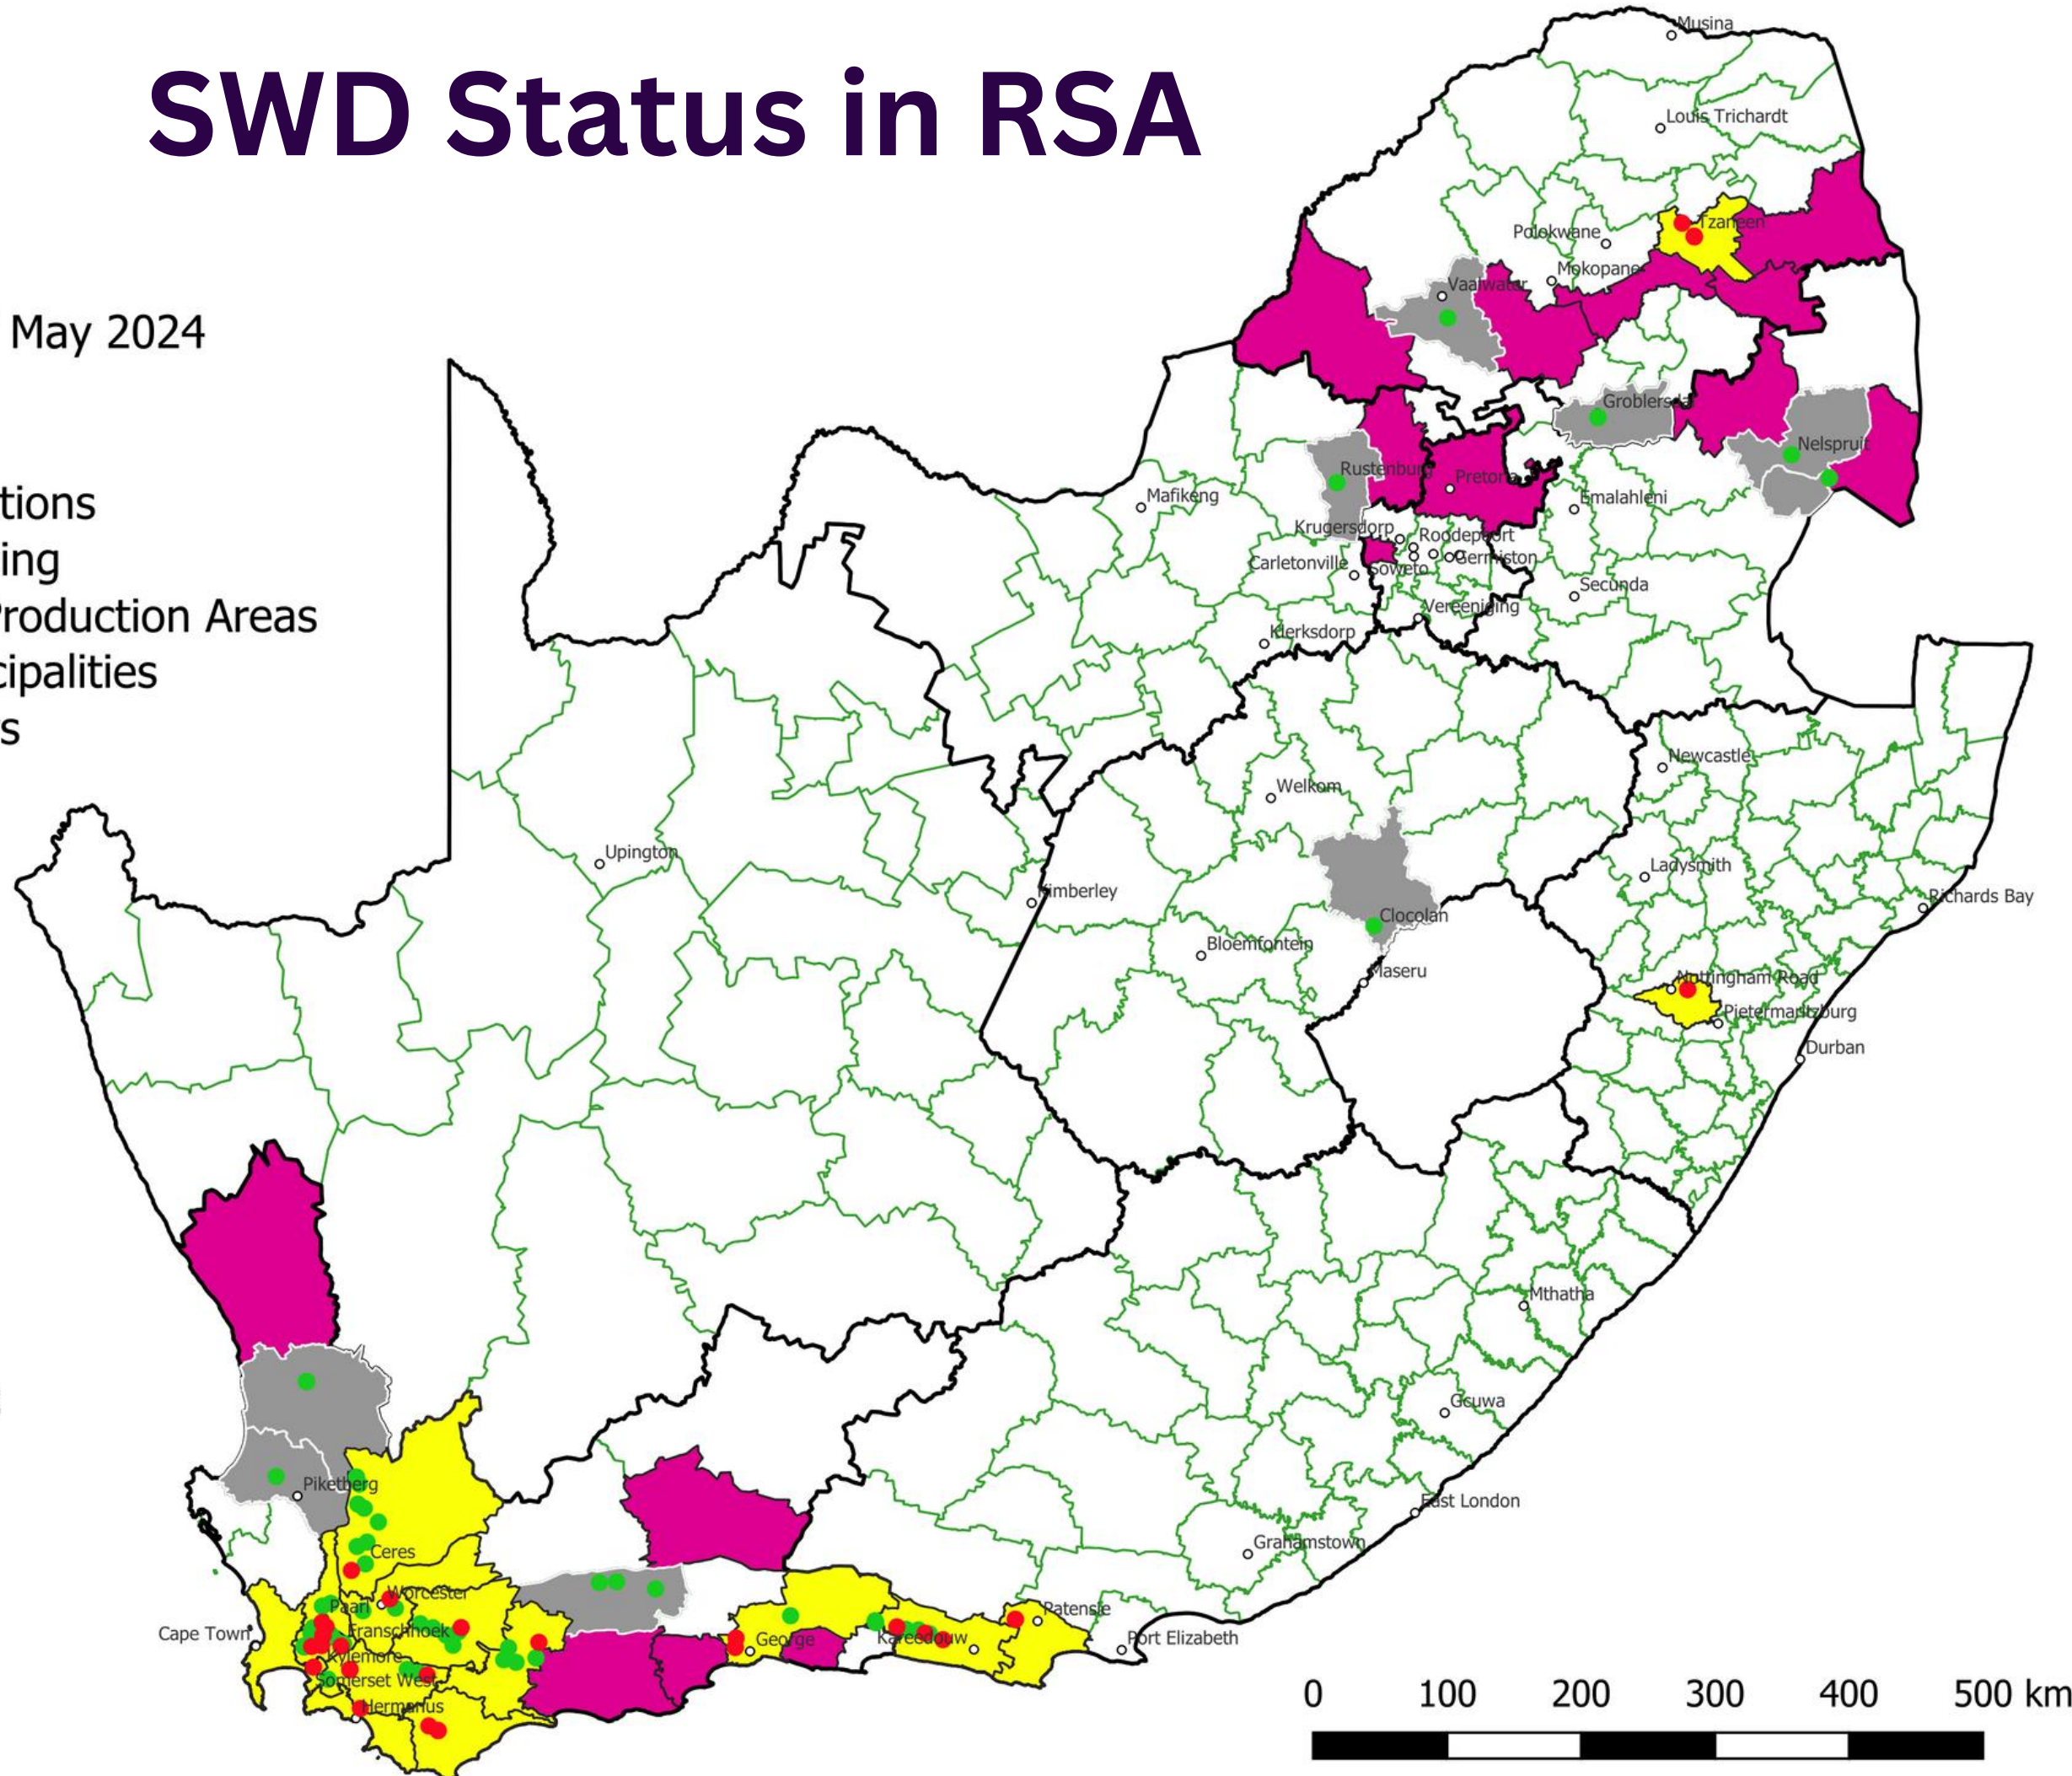 SWD Status in RSA
May 2024
tions
ing
Production Areas
cipalities
s
Musina
Louis Trichardt
Tzaneen
Polokwane
Mokopane
Vaalwater
Groblersdal
Nelspruit
Rustenburg
Pretoria
Mafikeng
Emalahleni
Krugersdorp
Roodepoort
Carletonville
Soweto
Germiston
Secunda
Vereeniging
Klerksdorp
Newcastle
Welkom
Upington
Ladysmith
Kimberley
Richards Bay
Clocolan
Bloemfontein
Maseru
Nottingham Road
Pietermaritzburg
Durban
Mthatha
Gcuwa
Piketberg
East London
Grahamstown
Ceres
Worcester
Paarl
Patensie
Cape Town
Franschhoek
George
Kareedouw
Port Elizabeth
Kylemore
Somerset West
Hermanus
0 100 200 300 400 500 km